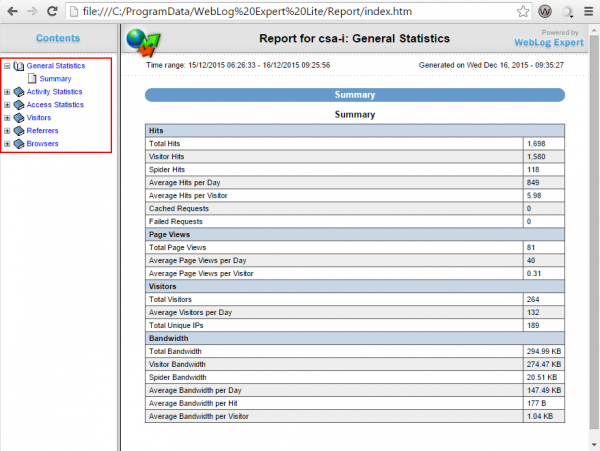 file:///C:/ProgramData/WebLog%20Expert%20Lite/Report/index.htm
Contents
General Statistics
Summary
Activity Statistics
Access Statistics
Visitors
Referrers
Browsers
Report for csa-i: General Statistics
Powered by
WebLog Expert
Time range: 15/12/2015 06:26:33 - 16/12/2015 09:25:56 Generated on Wed Dec 16, 2015 - 09:35:27
Summary
Summary
Hits
Total Hits 1,698
Visitor Hits 1,580
Spider Hits 118
Average Hits per Day 849
Average Hits per Visitor 5.98
Cached Requests 0
Failed Requests 0
Page Views
Total Page Views 81
Average Page Views per Day 40
Average Page Views per Visitor 0.31
Visitors
Total Visitors 264
Average Visitors per Day 132
Total Unique IPs 189
Bandwidth
Total Bandwidth 294.99 KB
Visitor Bandwidth 274.47 KB
Spider Bandwidth 20.51 KB
Average Bandwidth per Day 147.49 KB
Average Bandwidth per Hit 177 B
Average Bandwidth per Visitor 1.04 KB